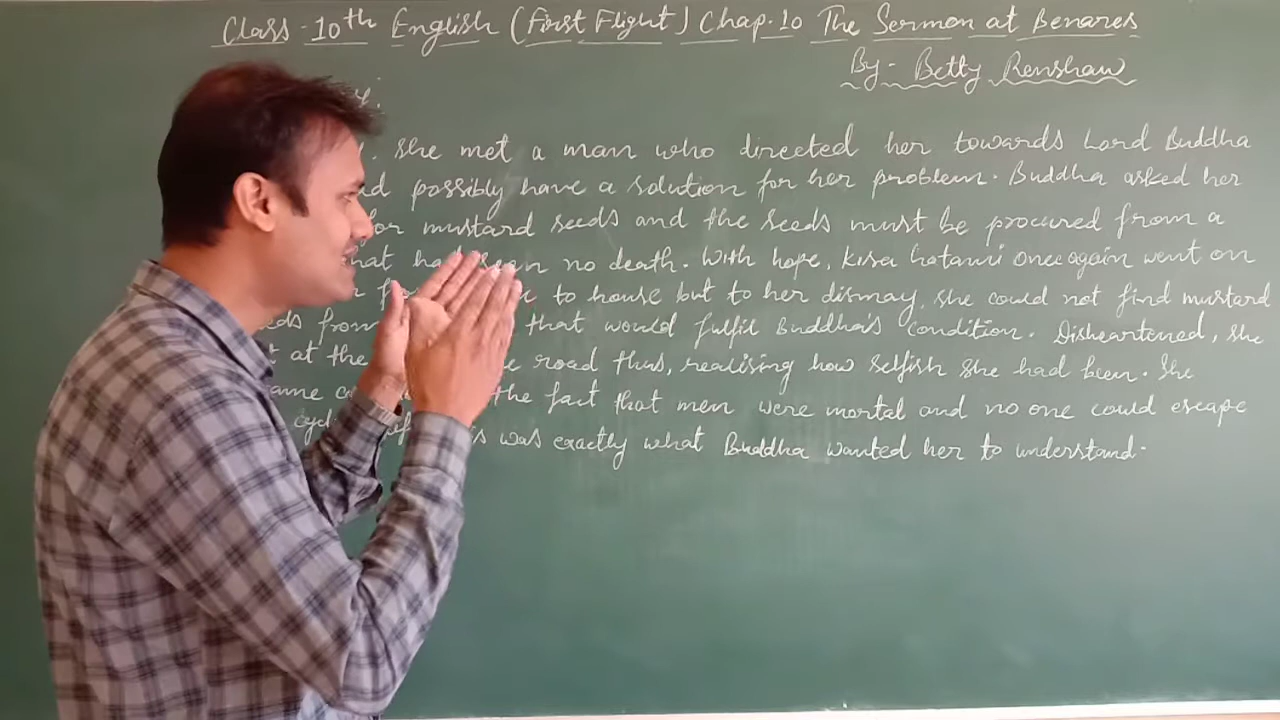 Class - 10th English (First Flight) Chap. 10 The Sermon at Benares
By:- Betty Renshaw
She met a man who directed her towards Lord Buddha
possibly have a solution for her problem. Buddha asked her
for mustard seeds and the seeds must be procured from a
no death. With hope, Kisa Gotami once again went on
to house but to her dismay, she could not find mustard
from that would fulfil Buddha's condition. Disheartened, she
at the road thus, realising how selfish she had been. She
the fact that men were mortal and no one could escape
was exactly what Buddha wanted her to understand.